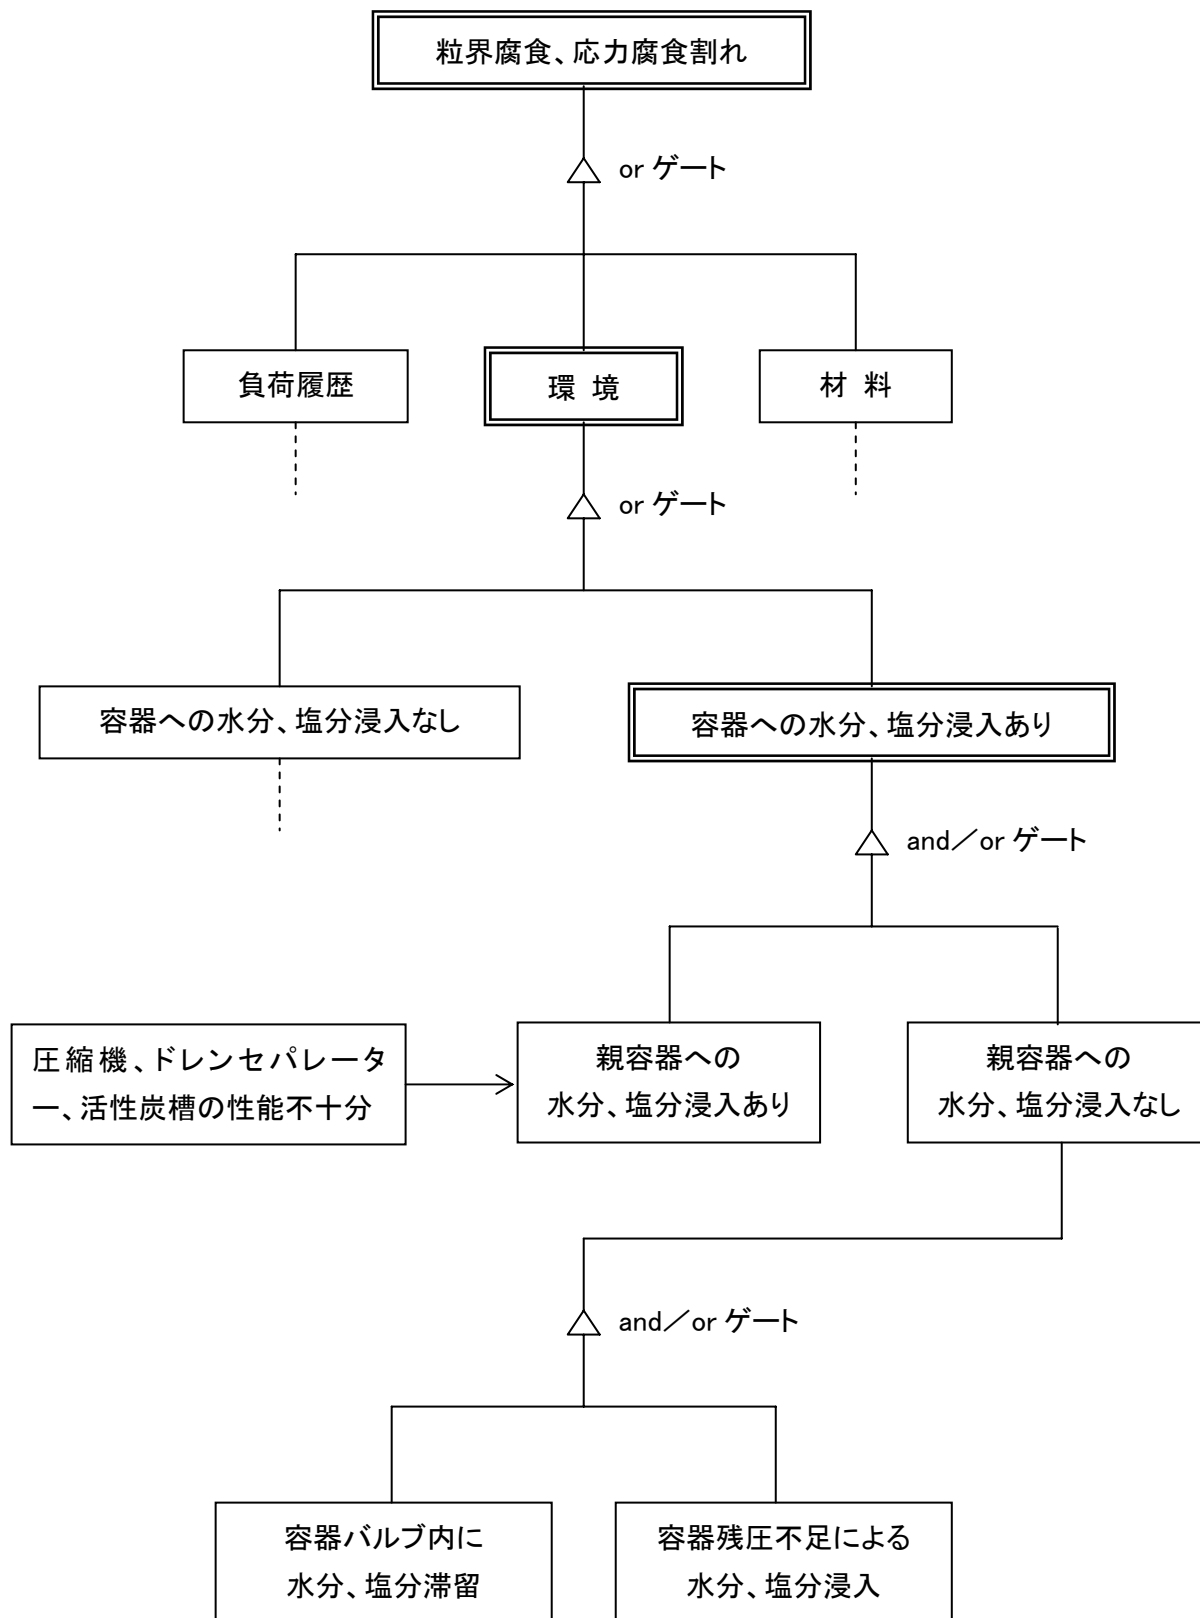 粒界腐食、応力腐食割れ
or ゲート
負荷履歴
環 境
材 料
or ゲート
容器への水分、塩分浸入なし
容器への水分、塩分浸入あり
and／or ゲート
圧縮機、ドレンセパレータ
ー、活性炭槽の性能不十分
親容器への
水分、塩分浸入あり
親容器への
水分、塩分浸入なし
and／or ゲート
容器バルブ内に
水分、塩分滞留
容器残圧不足による
水分、塩分浸入